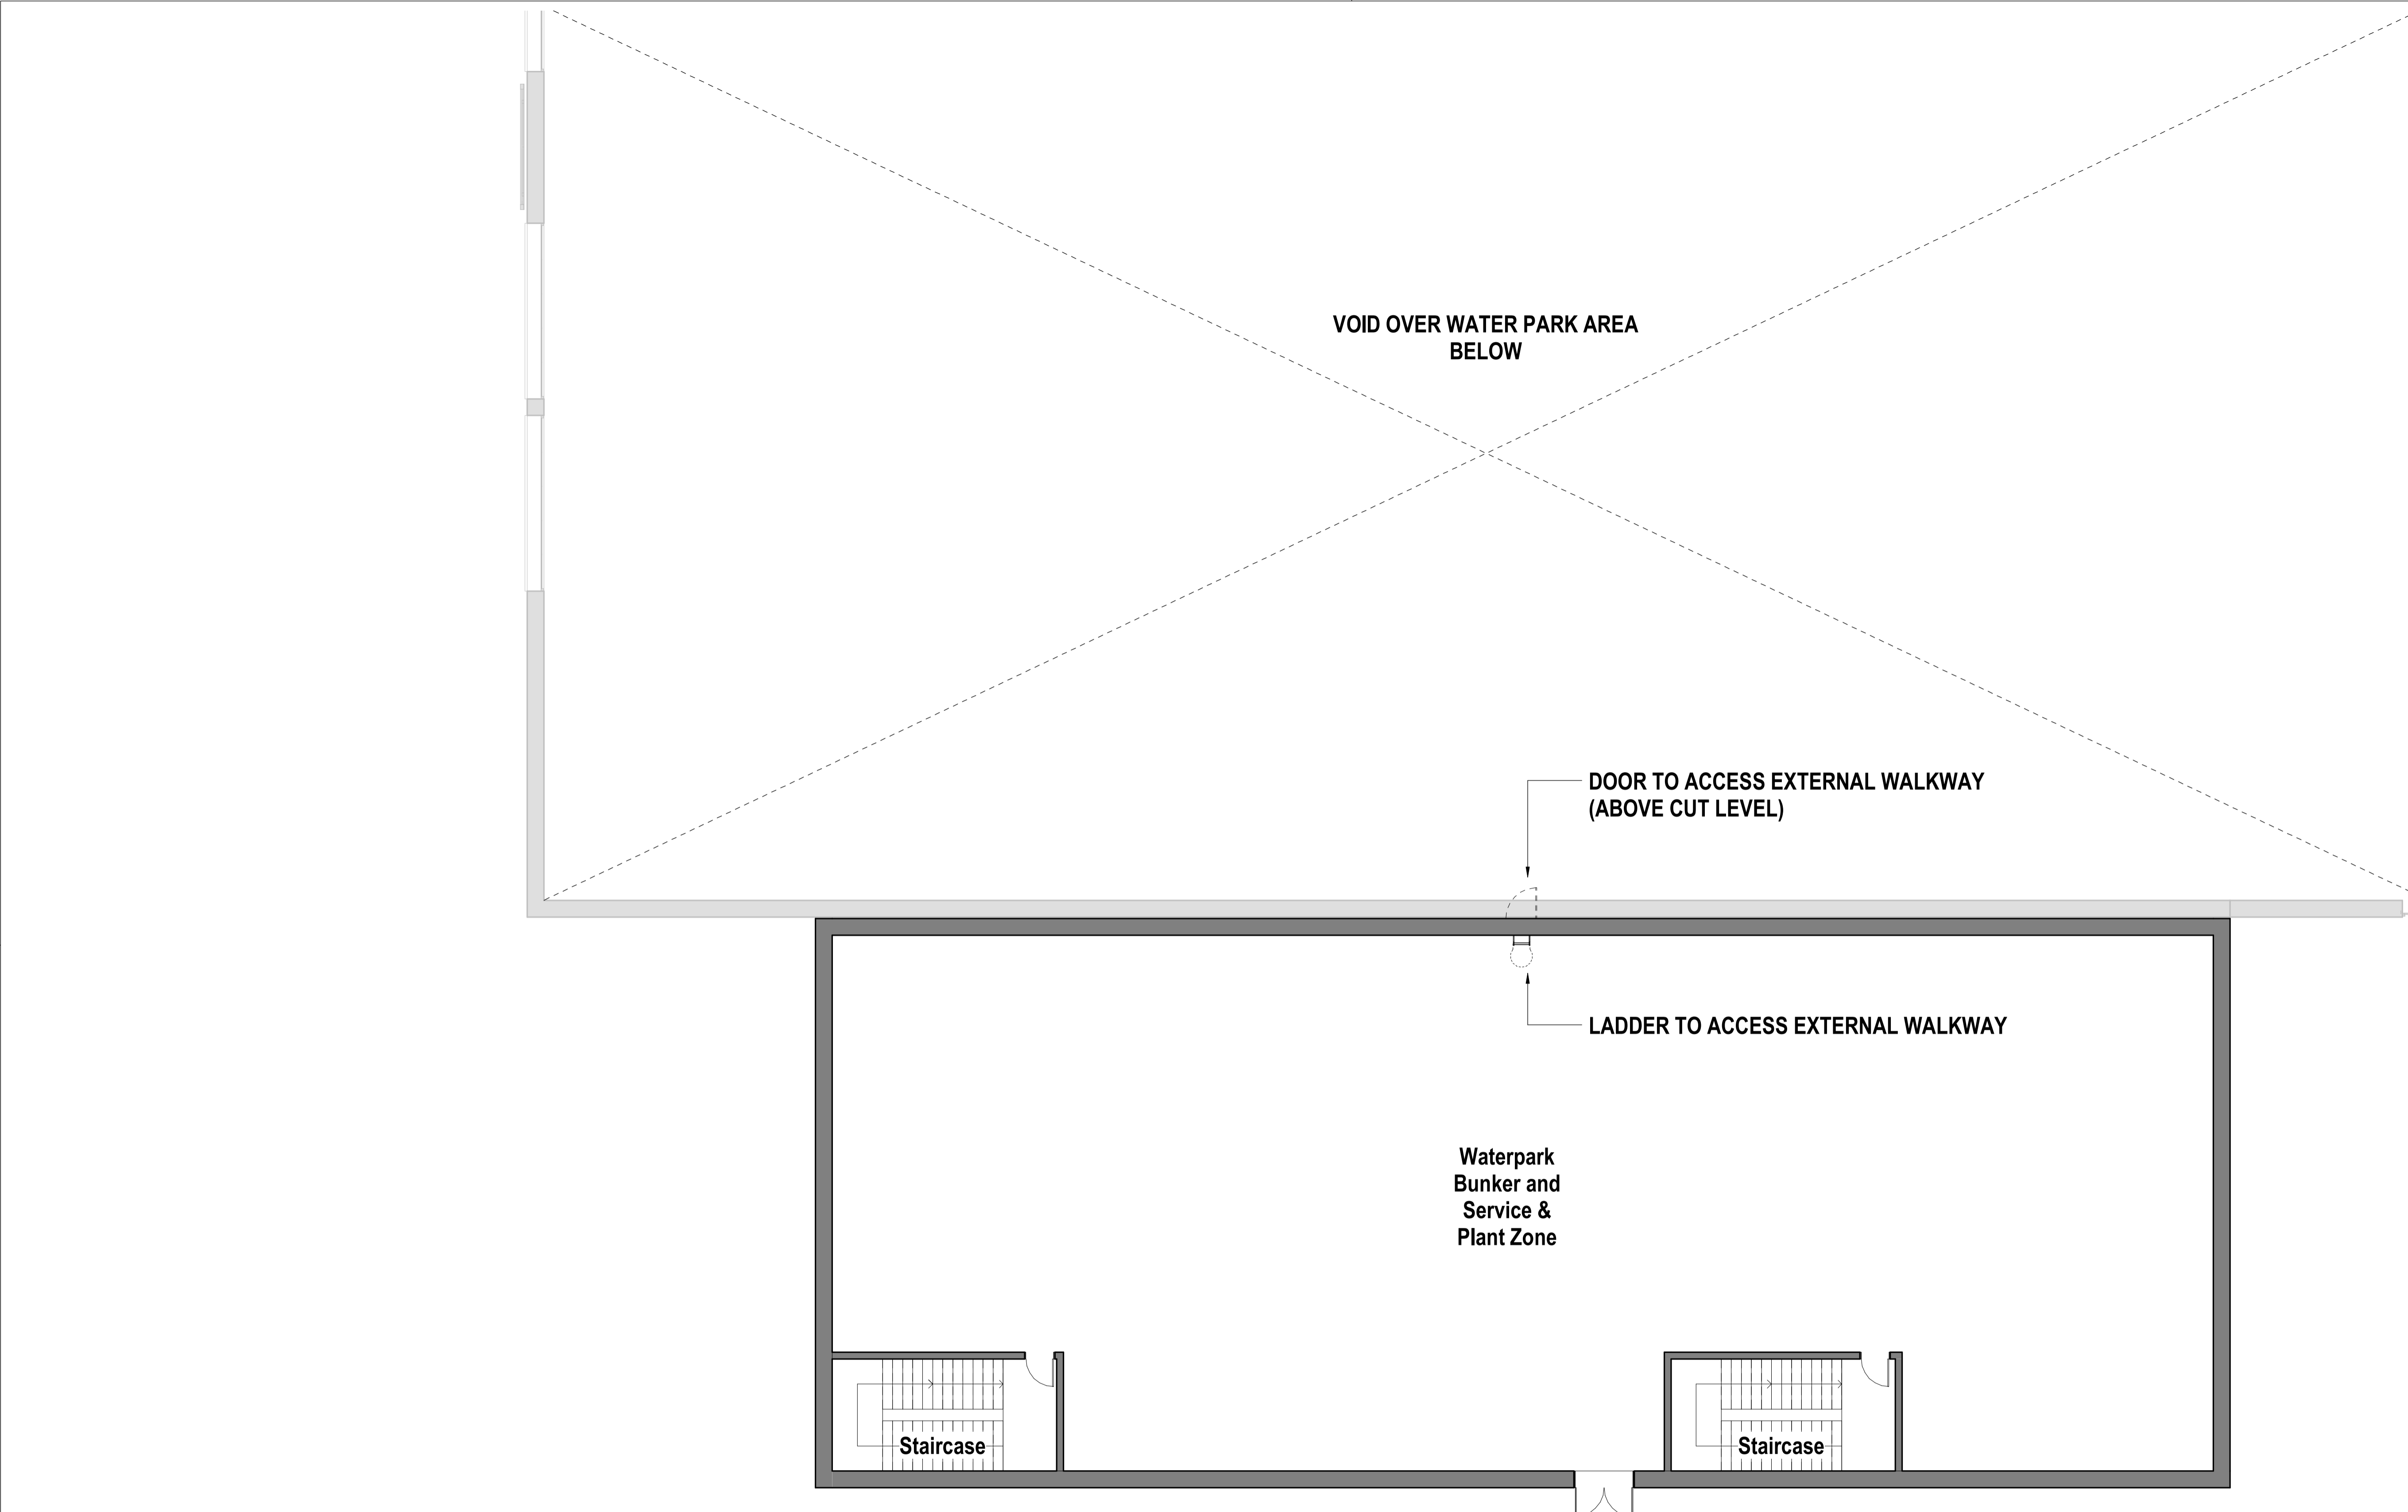 VOID OVER WATER PARK AREA
BELOW
DOOR TO ACCESS EXTERNAL WALKWAY
(ABOVE CUT LEVEL)
LADDER TO ACCESS EXTERNAL WALKWAY
Waterpark
Bunker and
Service &
Plant Zone
Staircase
Staircase